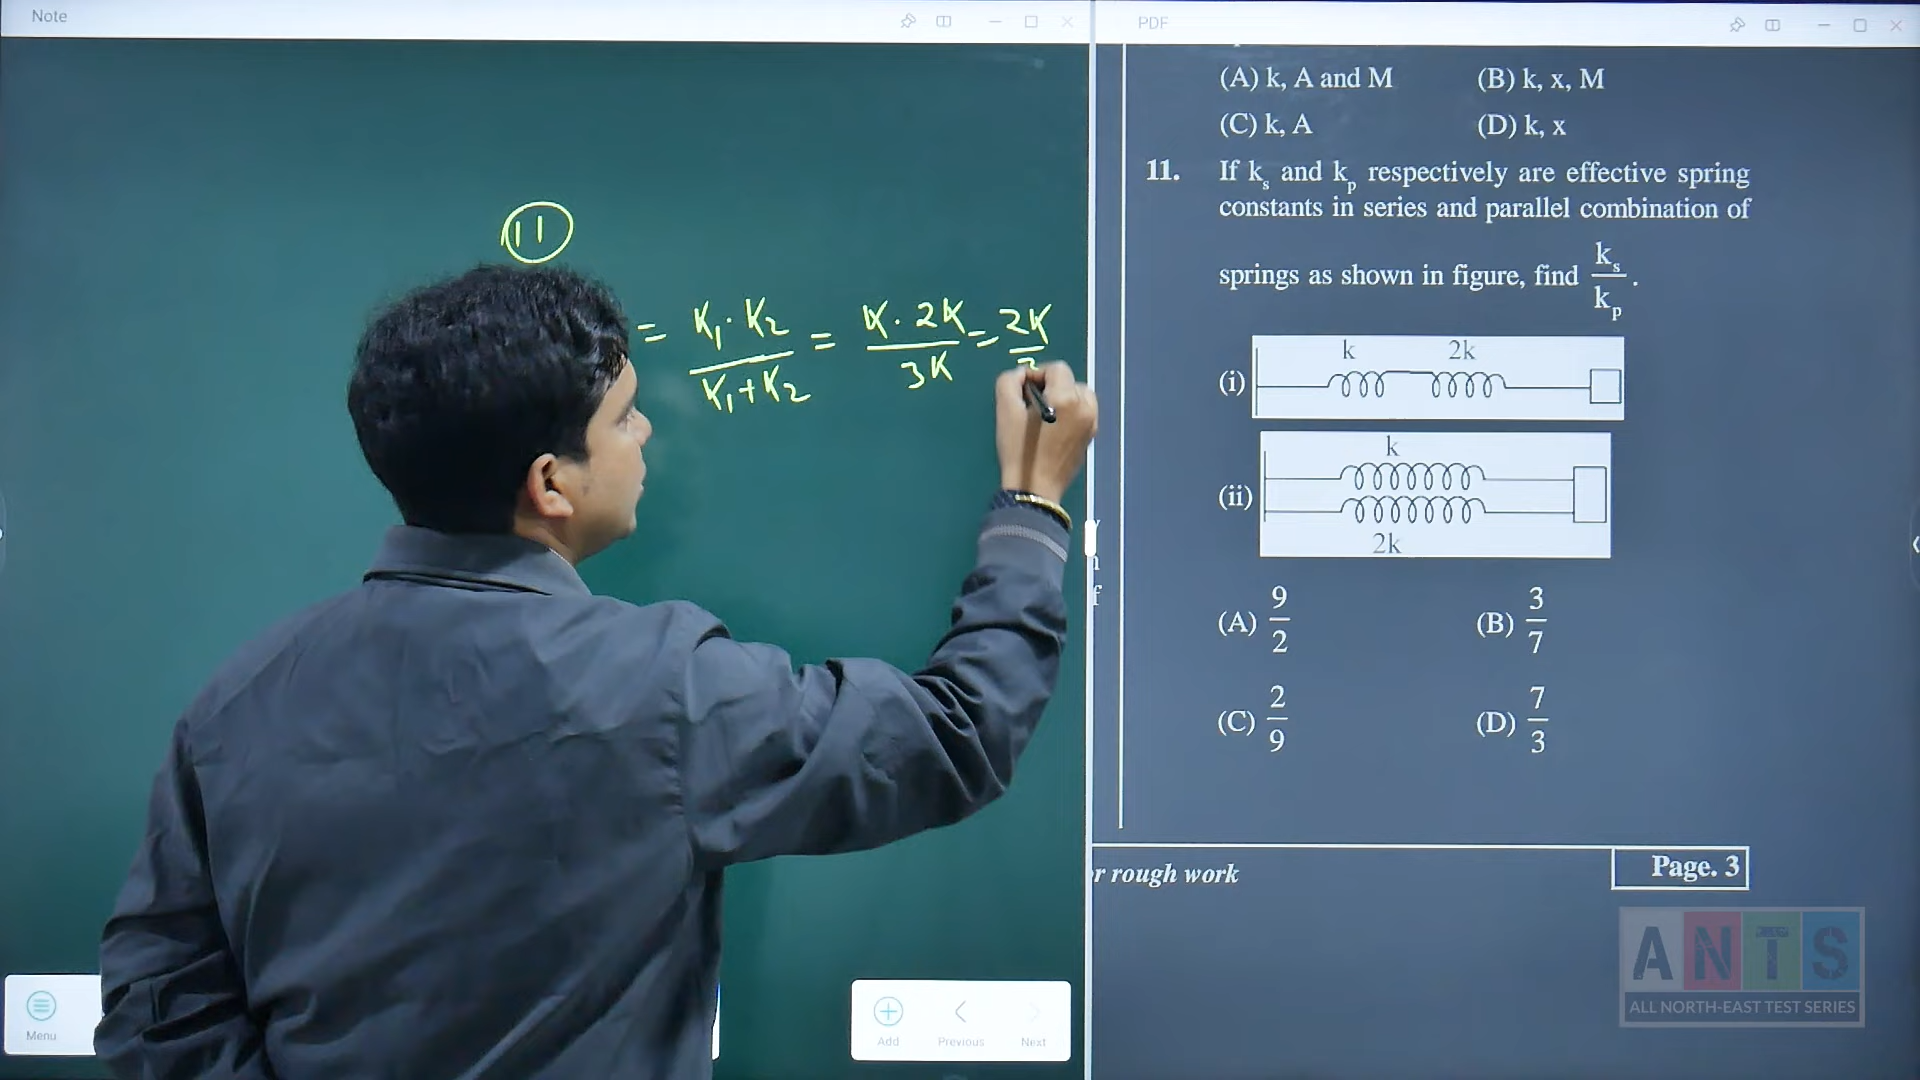 Note
PDF
(A) k, A and M (B) k, x, M
(C) k, A (D) k, x
11. If kₛ and kₚ respectively are effective spring
constants in series and parallel combination of
springs as shown in figure, find kₛ/kₚ.
(i) k 2k
(ii) k
2k
(A) 9/2 (B) 3/7
(C) 2/9 (D) 7/3
r rough work
Page. 3
11
= K₁·K₂/K₁+K₂ = K·2K/3K = 2K/
Menu
Add
Previous
Next
ANTS
ALL NORTH-EAST TEST SERIES